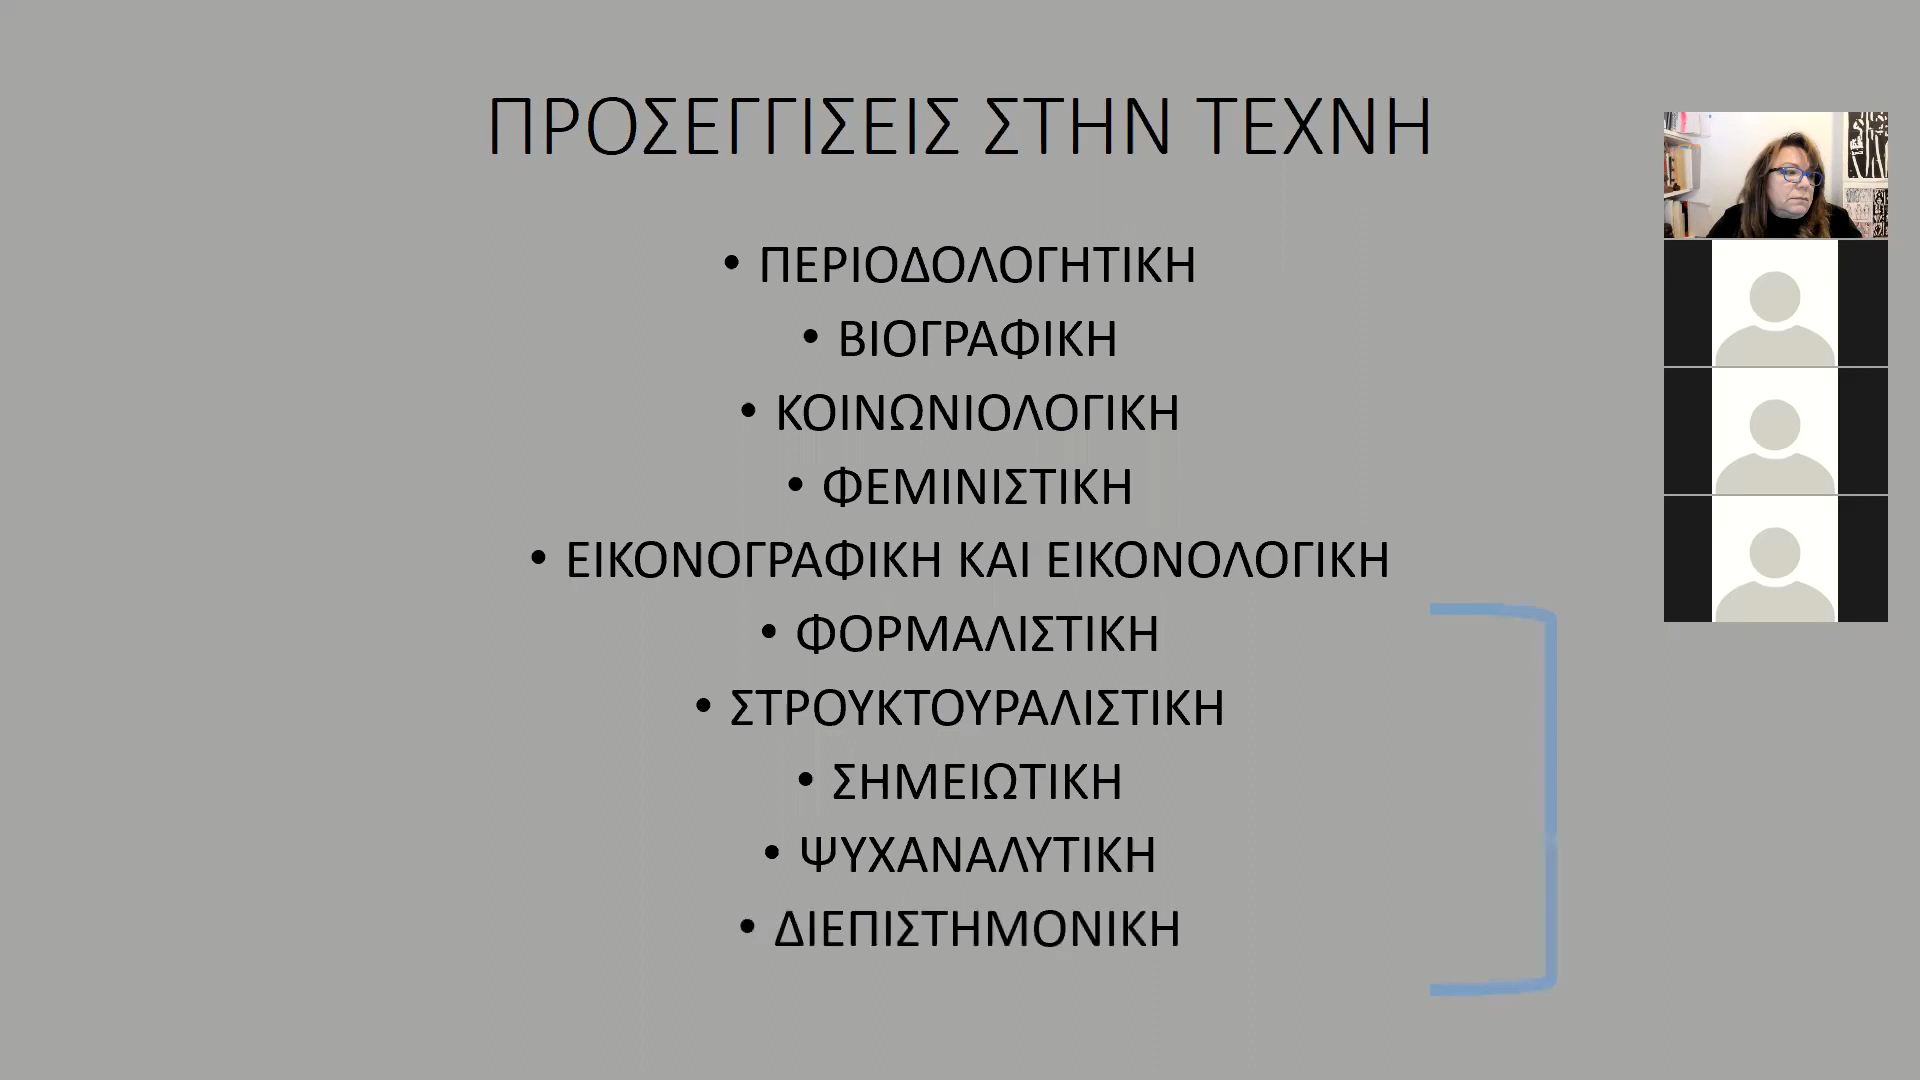 ΠΡΟΣΕΓΓΙΣΕΙΣ ΣΤΗΝ ΤΕΧΝΗ
• ΠΕΡΙΟΔΟΛΟΓΗΤΙΚΗ
• ΒΙΟΓΡΑΦΙΚΗ
• ΚΟΙΝΩΝΙΟΛΟΓΙΚΗ
• ΦΕΜΙΝΙΣΤΙΚΗ
• ΕΙΚΟΝΟΓΡΑΦΙΚΗ ΚΑΙ ΕΙΚΟΝΟΛΟΓΙΚΗ
• ΦΟΡΜΑΛΙΣΤΙΚΗ
• ΣΤΡΟΥΚΤΟΥΡΑΛΙΣΤΙΚΗ
• ΣΗΜΕΙΩΤΙΚΗ
• ΨΥΧΑΝΑΛΥΤΙΚΗ
• ΔΙΕΠΙΣΤΗΜΟΝΙΚΗ